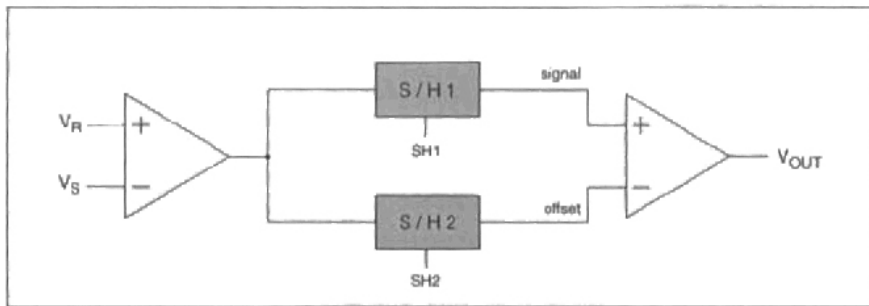 signal
S / H 1
V_R
+
SH1
+
V_OUT
V_S
−
−
S / H 2
offset
SH2